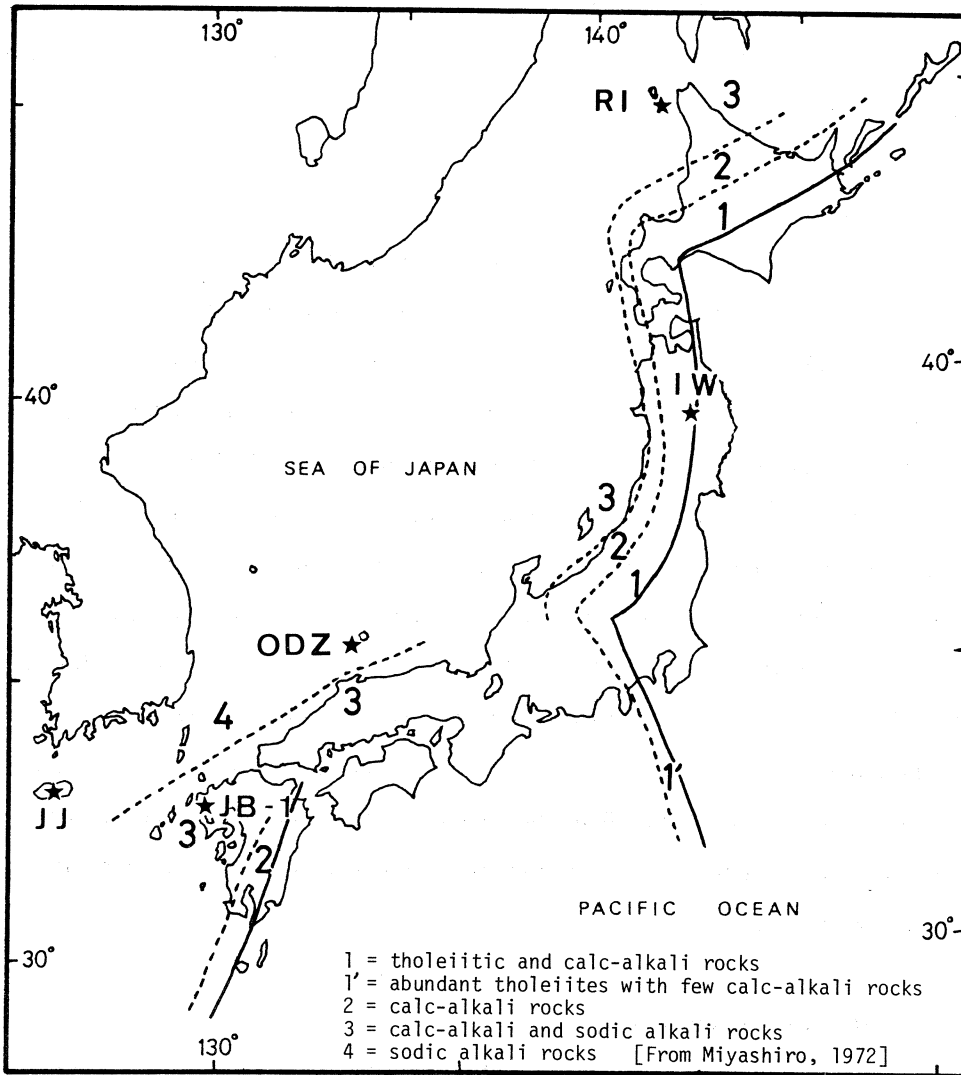 130°
140°
RI
3
2
1
IW
40°
40°
SEA OF JAPAN
3
2
1
ODZ
3
4
1'
JJ
JB-1
3
2
PACIFIC OCEAN
30°
30°
1 = tholeiitic and calc-alkali rocks
1' = abundant tholeiites with few calc-alkali rocks
2 = calc-alkali rocks
3 = calc-alkali and sodic alkali rocks
4 = sodic alkali rocks [From Miyashiro, 1972]
130°